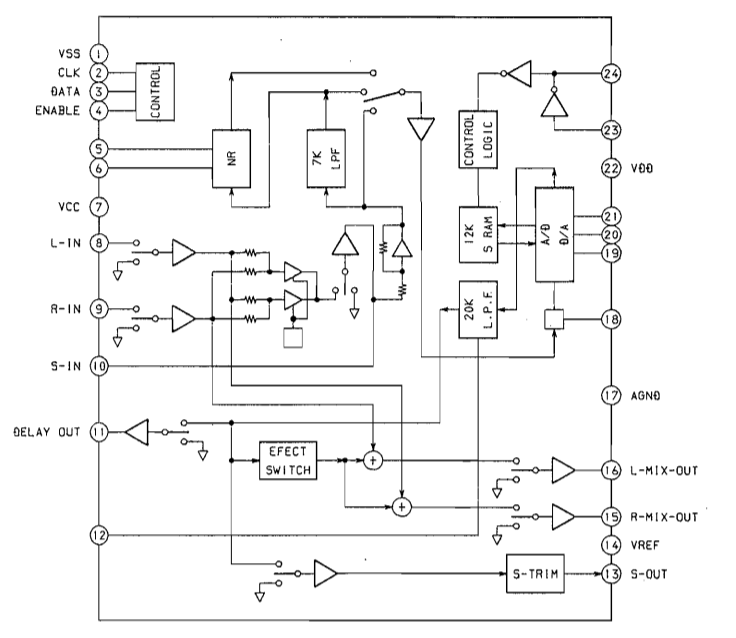 VSS 1
CLK 2
DATA 3
ENABLE 4
CONTROL
5
6
VCC 7
L-IN 8
R-IN 9
S-IN 10
DELAY OUT 11
12
NR
7K
LPF
CONTROL
LOGIC
12K
S RAM
A/D
D/A
20K
L.P.F.
EFECT
SWITCH
+
+
S-TRIM
24
23
22 VDD
21
20
19
18
17 AGND
16 L-MIX-OUT
15 R-MIX-OUT
14 VREF
13 S-OUT